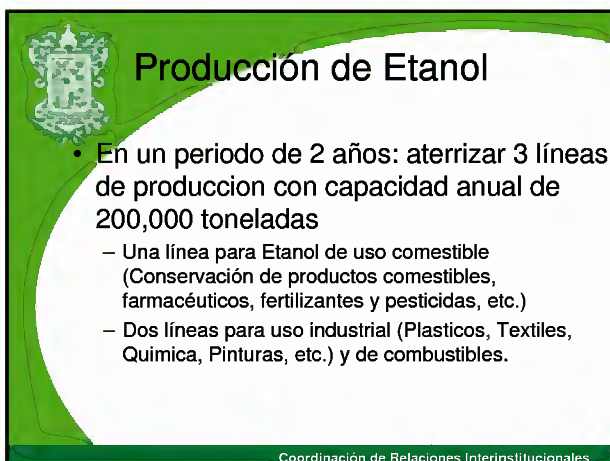 Producción de Etanol
• En un periodo de 2 años: aterrizar 3 líneas
de produccion con capacidad anual de
200,000 toneladas
– Una línea para Etanol de uso comestible
(Conservación de productos comestibles,
farmacéuticos, fertilizantes y pesticidas, etc.)
– Dos líneas para uso industrial (Plasticos, Textiles,
Quimica, Pinturas, etc.) y de combustibles.
Coordinación de Relaciones Interinstitucionales